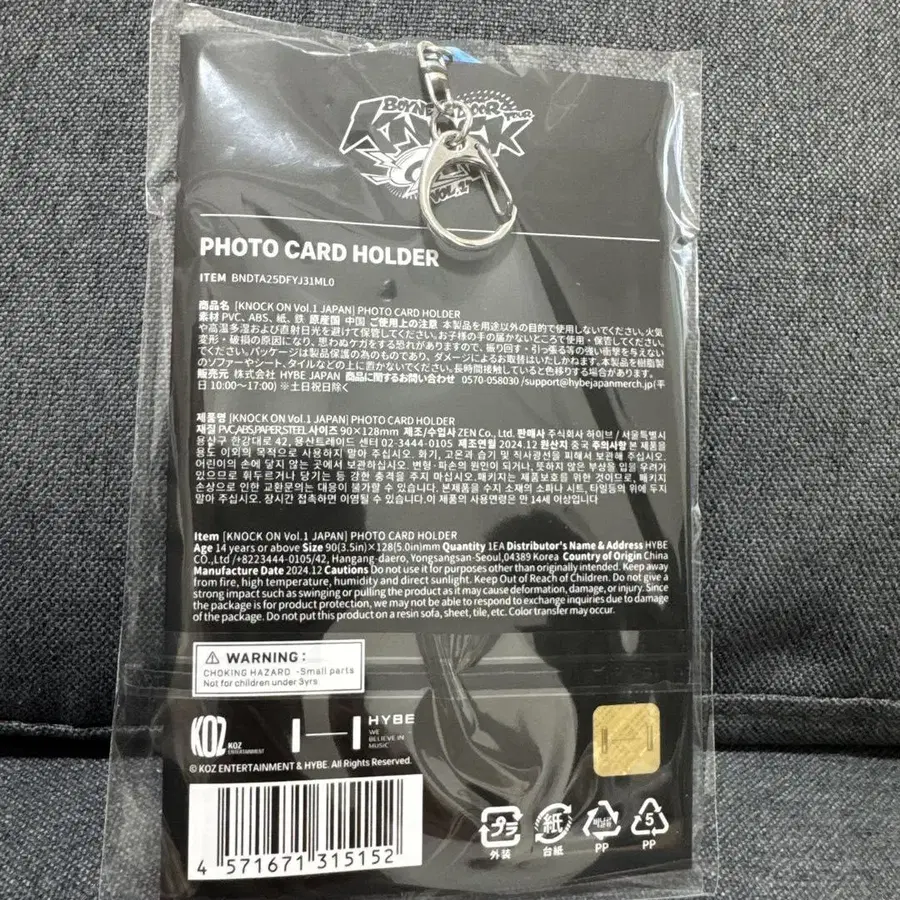 BOYNEXTDOOR TOUR
KNOCK
ON
VOL.1
PHOTO CARD HOLDER
ITEM BNDTA25DFYJ31ML0
商品名 [KNOCK ON Vol.1 JAPAN] PHOTO CARD HOLDER
素材 PVC、ABS、紙、鉄 原産国 中国 ご使用上の注意 本製品を用途以外の目的で使用しないでください。火気
や高温多湿および直射日光を避けて保管してください。お子様の手の届かないところで使用・保管してください。
変形・破損の原因になり、思わぬケガをする恐れがありますので、振り回す・引っ張る等の強い衝撃を与えない
でください。パッケージは製品保護の為のものであり、ダメージによるお取替はいたしかねます。本製品を樹脂製
のソファーやシート、タイルなどの上に置かないでください。長時間接触していると色移りする場合があります。
販売元 株式会社 HYBE JAPAN 商品に関するお問い合わせ 0570-058030 /support@hybejapanmerch.jp(平
日 10:00~17:00) ※土日祝日除く
제품명 [KNOCK ON Vol.1 JAPAN] PHOTO CARD HOLDER
재질 PVC,ABS,PAPER,STEEL 사이즈 90×128mm 제조/수입사 ZEN Co., Ltd. 판매사 주식회사 하이브 / 서울특별시
용산구 한강대로 42, 용산트레이드 센터 02-3444-0105 제조연월 2024.12 원산지 중국 주의사항 본 제품을
용도 이외의 목적으로 사용하지 말아 주십시오. 화기, 고온과 습기 및 직사광선을 피해서 보관해 주십시오.
어린이의 손에 닿지 않는 곳에서 보관하십시오. 변형·파손의 원인이 되거나, 뜻하지 않은 부상을 입을 우려가
있으므로 휘두르거나 당기는 등 강한 충격을 주지 마십시오.패키지는 제품보호를 위한 것이므로, 패키지
손상으로 인한 교환문의는 대응이 불가할 수 있습니다. 본제품을 수지 소재의 소파나 시트, 타일등의 위에 두지
말아 주십시오. 장시간 접촉하면 이염될 수 있습니다. 이 제품의 사용연령은 만 14세 이상입니다
Item [KNOCK ON Vol.1 JAPAN] PHOTO CARD HOLDER
Age 14 years or above Size 90(3.5in)×128(5.0in)mm Quantity 1EA Distributor's Name & Address HYBE
CO.,Ltd /+8223444-0105/42, Hangang-daero, Yongsangsan-Seoul,04389 Korea Country of Origin China
Manufacture Date 2024.12 Cautions Do not use it for purposes other than originally intended. Keep away
from fire, high temperature, humidity and direct sunlight. Keep Out of Reach of Children. Do not give a
strong impact such as swinging or pulling the product as it may cause deformation, damage, or injury. Since
the package is for product protection, we may not be able to respond to exchange inquiries due to damage
of the package. Do not put this product on a resin sofa, sheet, tile, etc. Color transfer may occur.
WARNING :
CHOKING HAZARD -Small parts
Not for children under 3yrs.
KOZ KOZ ENTERTAINMENT
HYBE
WE BELIEVE IN MUSIC
© KOZ ENTERTAINMENT & HYBE. All Rights Reserved.
4 571671 315152
プラ 外装
紙 台紙
비닐류 PP
5 PP